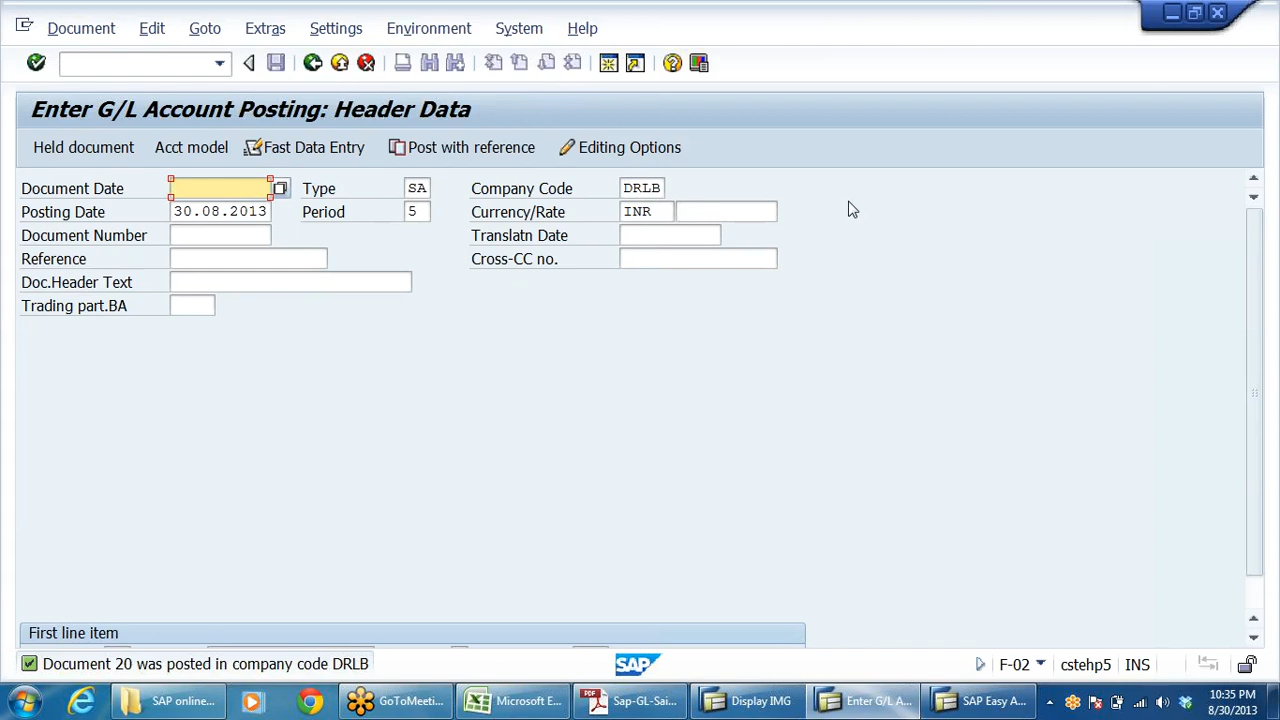 Document Edit Goto Extras Settings Environment System Help
Enter G/L Account Posting: Header Data
Held document Acct model Fast Data Entry Post with reference Editing Options
Document Date Type SA Company Code DRLB
Posting Date 30.08.2013 Period 5 Currency/Rate INR
Document Number Translatn Date
Reference Cross-CC no.
Doc.Header Text
Trading part.BA
First line item
Document 20 was posted in company code DRLB SAP F-02 cstehp5 INS
SAP online... GoToMeeti... Microsoft E... Sap-GL-Sai... Display IMG Enter G/L A... SAP Easy A... 10:35 PM
8/30/2013